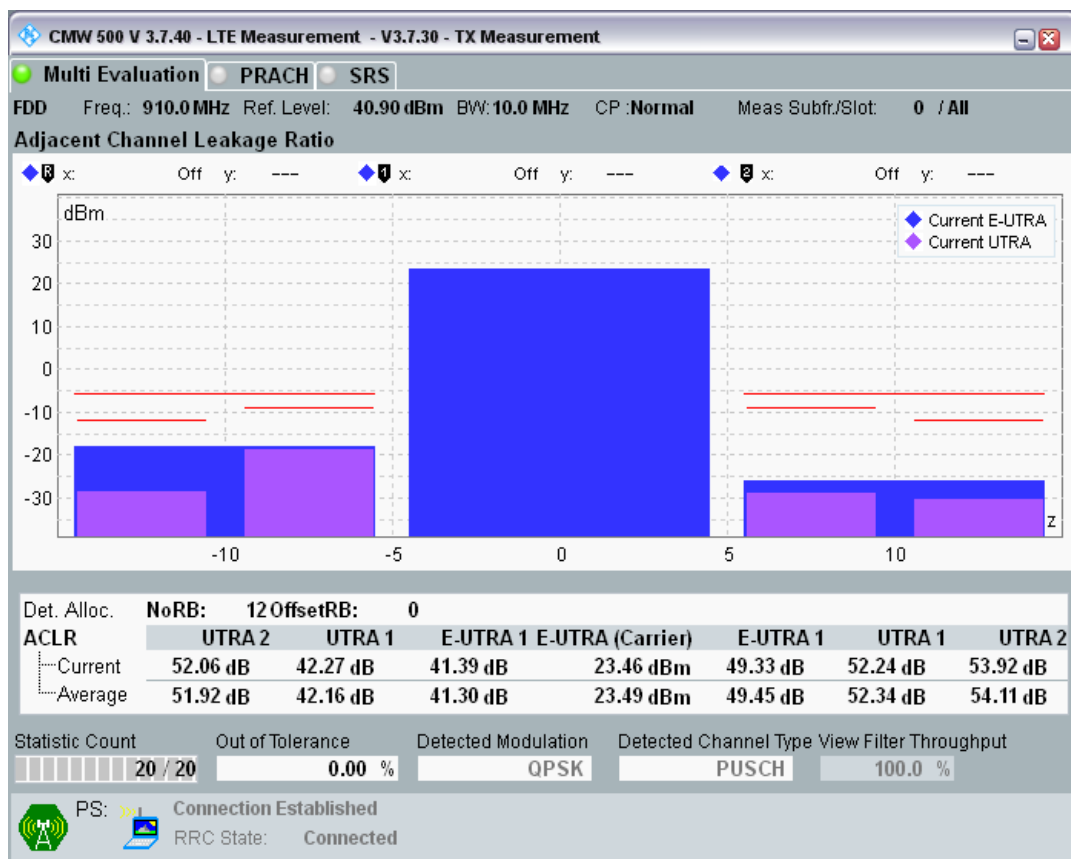 CMW 500 V 3.7.40 - LTE Measurement - V3.7.30 - TX Measurement
Multi Evaluation PRACH SRS
FDD Freq.: 910.0 MHz Ref. Level: 40.90 dBm BW: 10.0 MHz CP :Normal Meas Subfr./Slot: 0 / All
Adjacent Channel Leakage Ratio
R x: Off y: --- 1 x: Off y: --- 2 x: Off y: ---
dBm
Current E-UTRA
Current UTRA
30
20
10
0
-10
-20
-30
z
-10 -5 0 5 10
Det. Alloc. NoRB: 12 OffsetRB: 0
ACLR UTRA 2 UTRA 1 E-UTRA 1 E-UTRA (Carrier) E-UTRA 1 UTRA 1 UTRA 2
Current 52.06 dB 42.27 dB 41.39 dB 23.46 dBm 49.33 dB 52.24 dB 53.92 dB
Average 51.92 dB 42.16 dB 41.30 dB 23.49 dBm 49.45 dB 52.34 dB 54.11 dB
Statistic Count Out of Tolerance Detected Modulation Detected Channel Type View Filter Throughput
20 / 20 0.00 % QPSK PUSCH 100.0 %
PS: Connection Established
RRC State: Connected